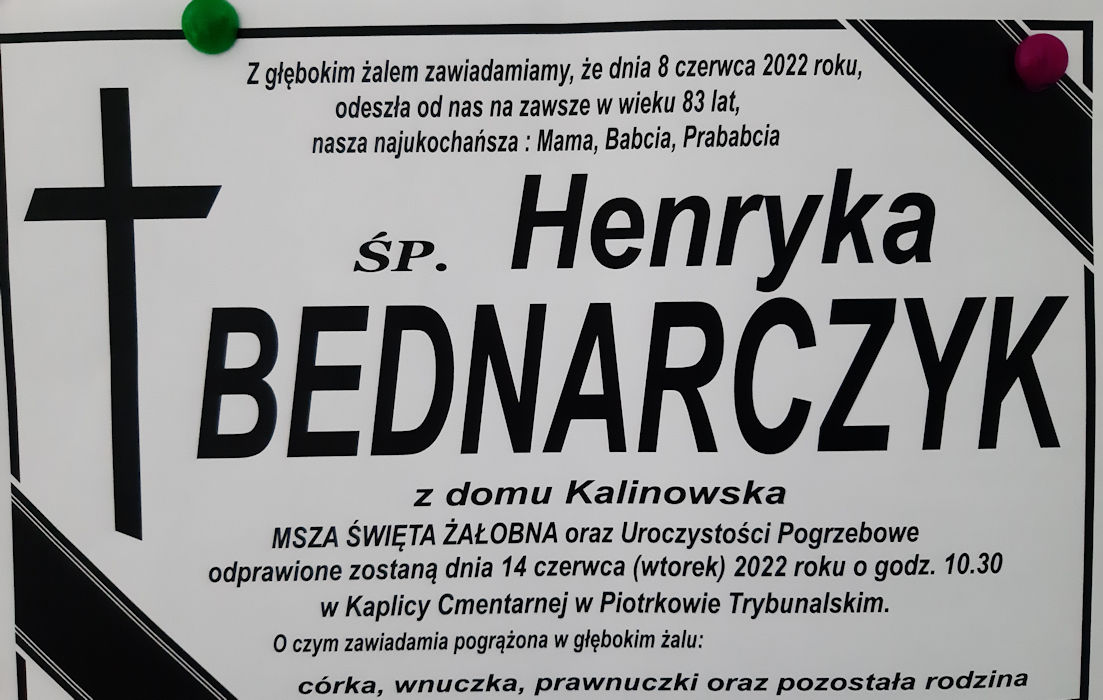 Z głębokim żalem zawiadamiamy, że dnia 8 czerwca 2022 roku,
odeszła od nas na zawsze w wieku 83 lat,
nasza najukochańsza : Mama, Babcia, Prababcia
ŚP. Henryka
BEDNARCZYK
z domu Kalinowska
MSZA ŚWIĘTA ŻAŁOBNA oraz Uroczystości Pogrzebowe
odprawione zostaną dnia 14 czerwca (wtorek) 2022 roku o godz. 10.30
w Kaplicy Cmentarnej w Piotrkowie Trybunalskim.
O czym zawiadamia pogrążona w głębokim żalu:
córka, wnuczka, prawnuczki oraz pozostała rodzina